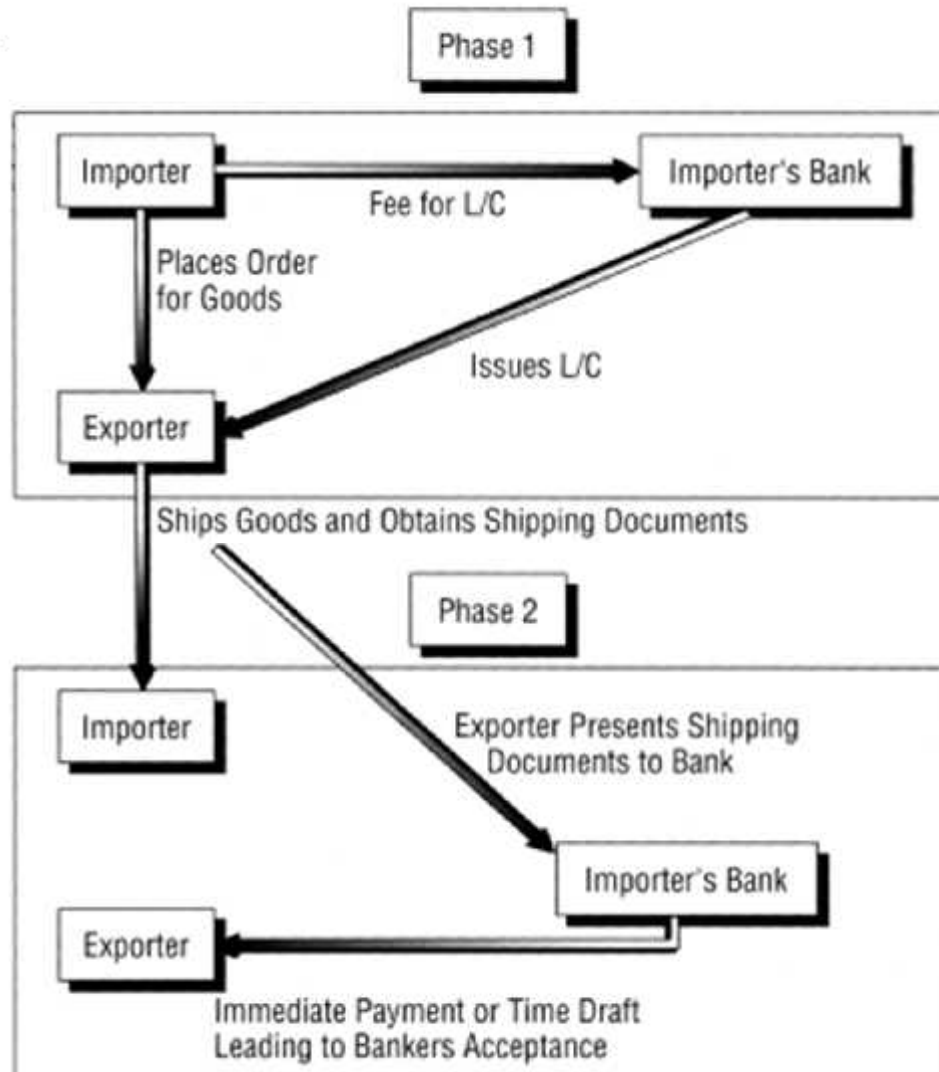 Phase 1
Importer
Importer's Bank
Fee for L/C
Places Order
for Goods
Issues L/C
Exporter
Ships Goods and Obtains Shipping Documents
Phase 2
Importer
Exporter Presents Shipping
Documents to Bank
Importer's Bank
Exporter
Immediate Payment or Time Draft
Leading to Bankers Acceptance